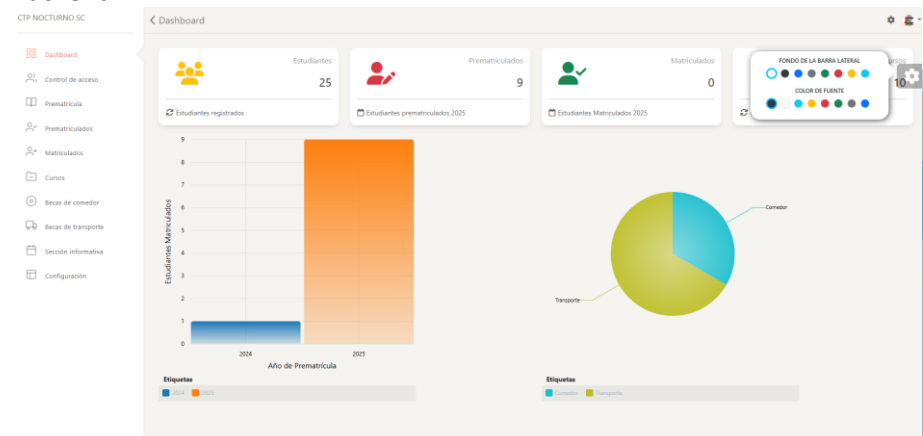 CTP NOCTURNO SC
Dashboard
Dashboard
Control de acceso
Prematrícula
Prematriculados
Matriculados
Cursos
Becas de comedor
Becas de transporte
Sección informativa
Configuración
Estudiantes
25
Estudiantes registrados
Prematriculados
9
Estudiantes prematriculados 2025
Matriculados
0
Estudiantes Matriculados 2025
10
FONDO DE LA BARRA LATERAL
COLOR DE FUENTE
Estudiantes Matriculados
9
8
7
6
5
4
3
2
1
0
2024
2025
Año de Prematrícula
Etiquetas
2024
2025
Comedor
Transporte
Etiquetas
Comedor
Transporte